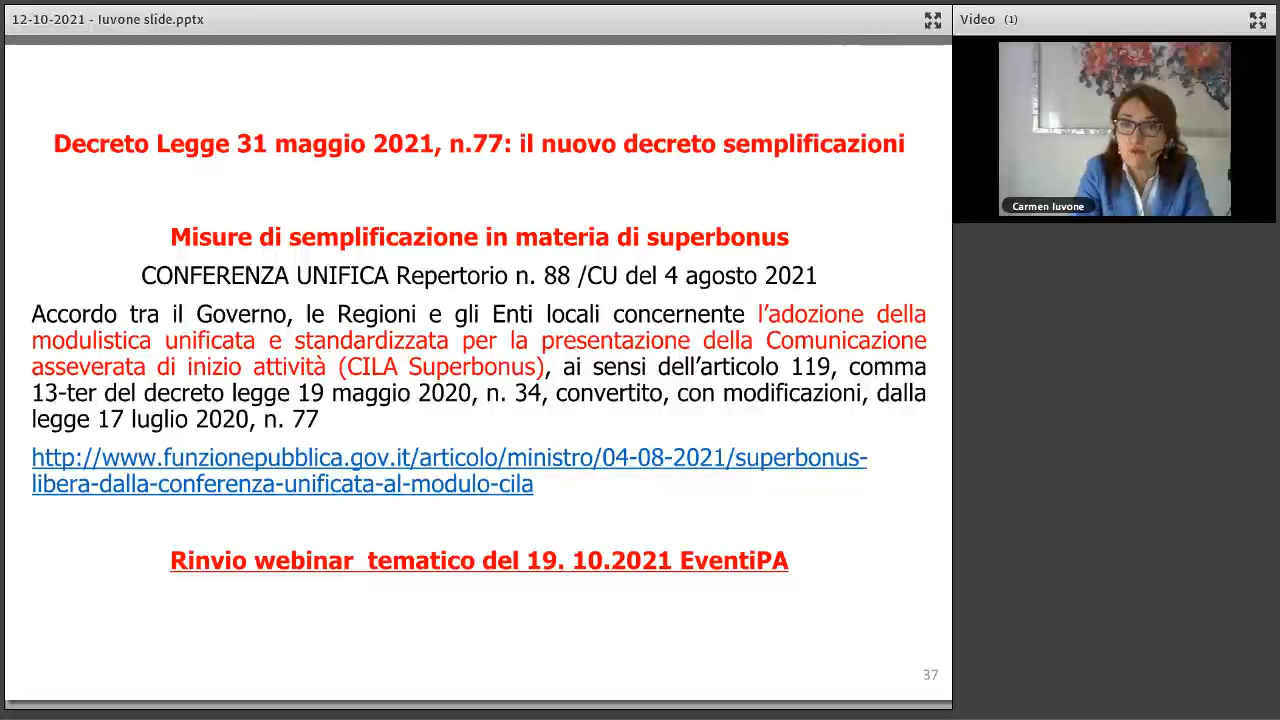 12-10-2021 - Iuvone slide.pptx
Video (1)
Carmen Iuvone
Decreto Legge 31 maggio 2021, n.77: il nuovo decreto semplificazioni
Misure di semplificazione in materia di superbonus
CONFERENZA UNIFICA Repertorio n. 88 /CU del 4 agosto 2021
Accordo tra il Governo, le Regioni e gli Enti locali concernente l’adozione della
modulistica unificata e standardizzata per la presentazione della Comunicazione
asseverata di inizio attività (CILA Superbonus), ai sensi dell’articolo 119, comma
13-ter del decreto legge 19 maggio 2020, n. 34, convertito, con modificazioni, dalla
legge 17 luglio 2020, n. 77
http://www.funzionepubblica.gov.it/articolo/ministro/04-08-2021/superbonus-
libera-dalla-conferenza-unificata-al-modulo-cila
Rinvio webinar  tematico del 19. 10.2021 EventiPA
37